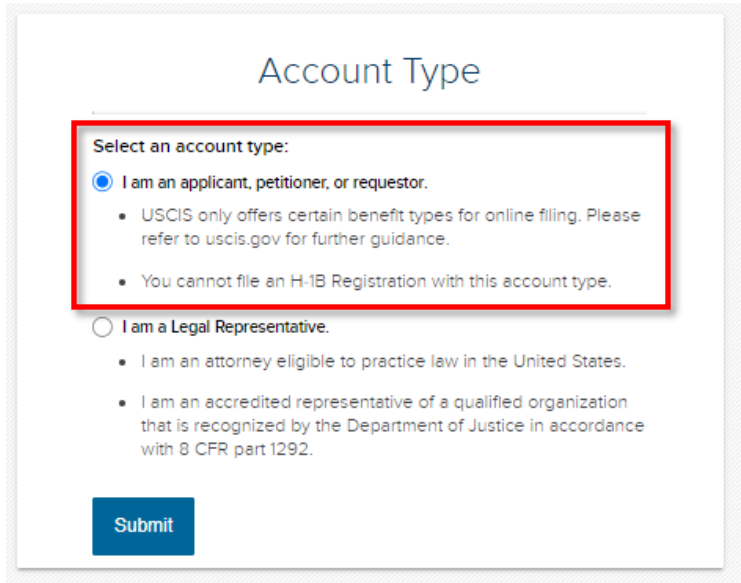 Account Type
Select an account type:
I am an applicant, petitioner, or requestor.
• USCIS only offers certain benefit types for online filing. Please
refer to uscis.gov for further guidance.
• You cannot file an H-1B Registration with this account type.
I am a Legal Representative.
• I am an attorney eligible to practice law in the United States.
• I am an accredited representative of a qualified organization
that is recognized by the Department of Justice in accordance
with 8 CFR part 1292.
Submit